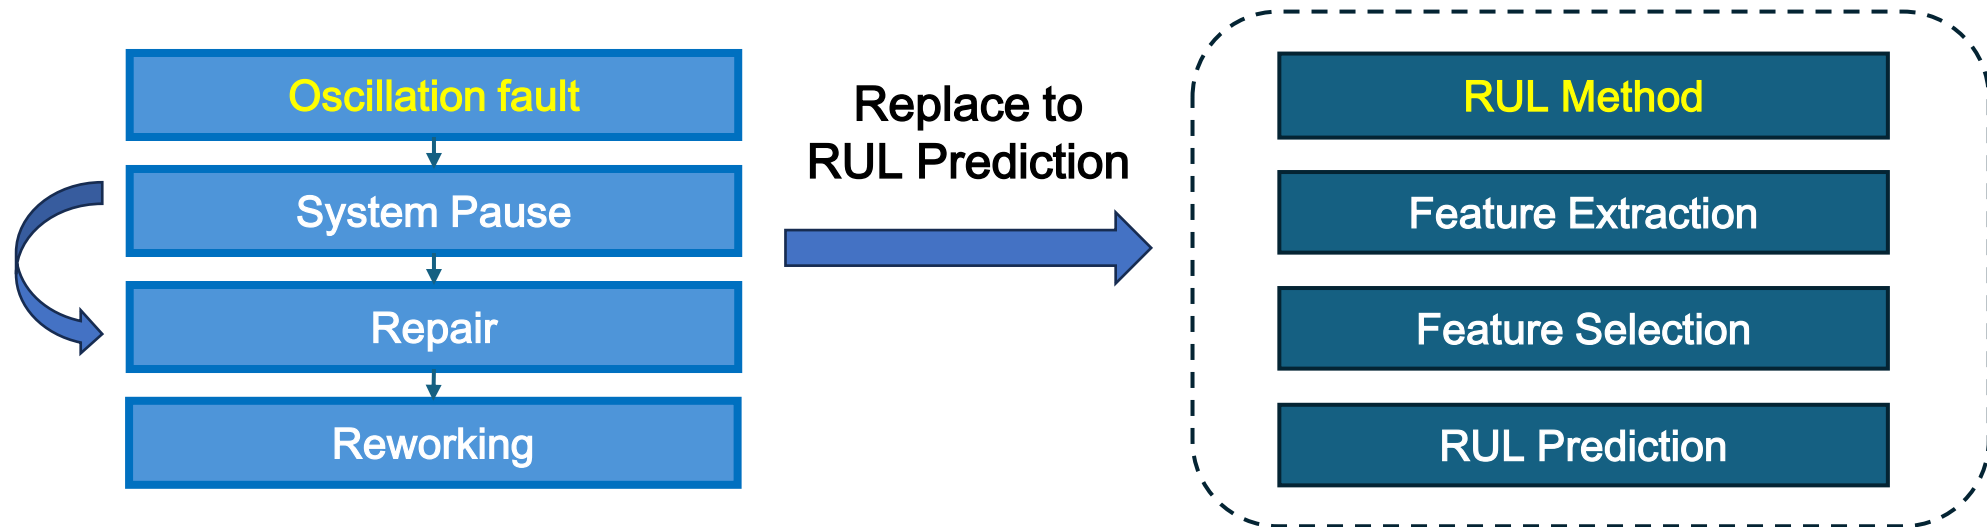 Oscillation fault
System Pause
Repair
Reworking
Replace to
RUL Prediction
RUL Method
Feature Extraction
Feature Selection
RUL Prediction